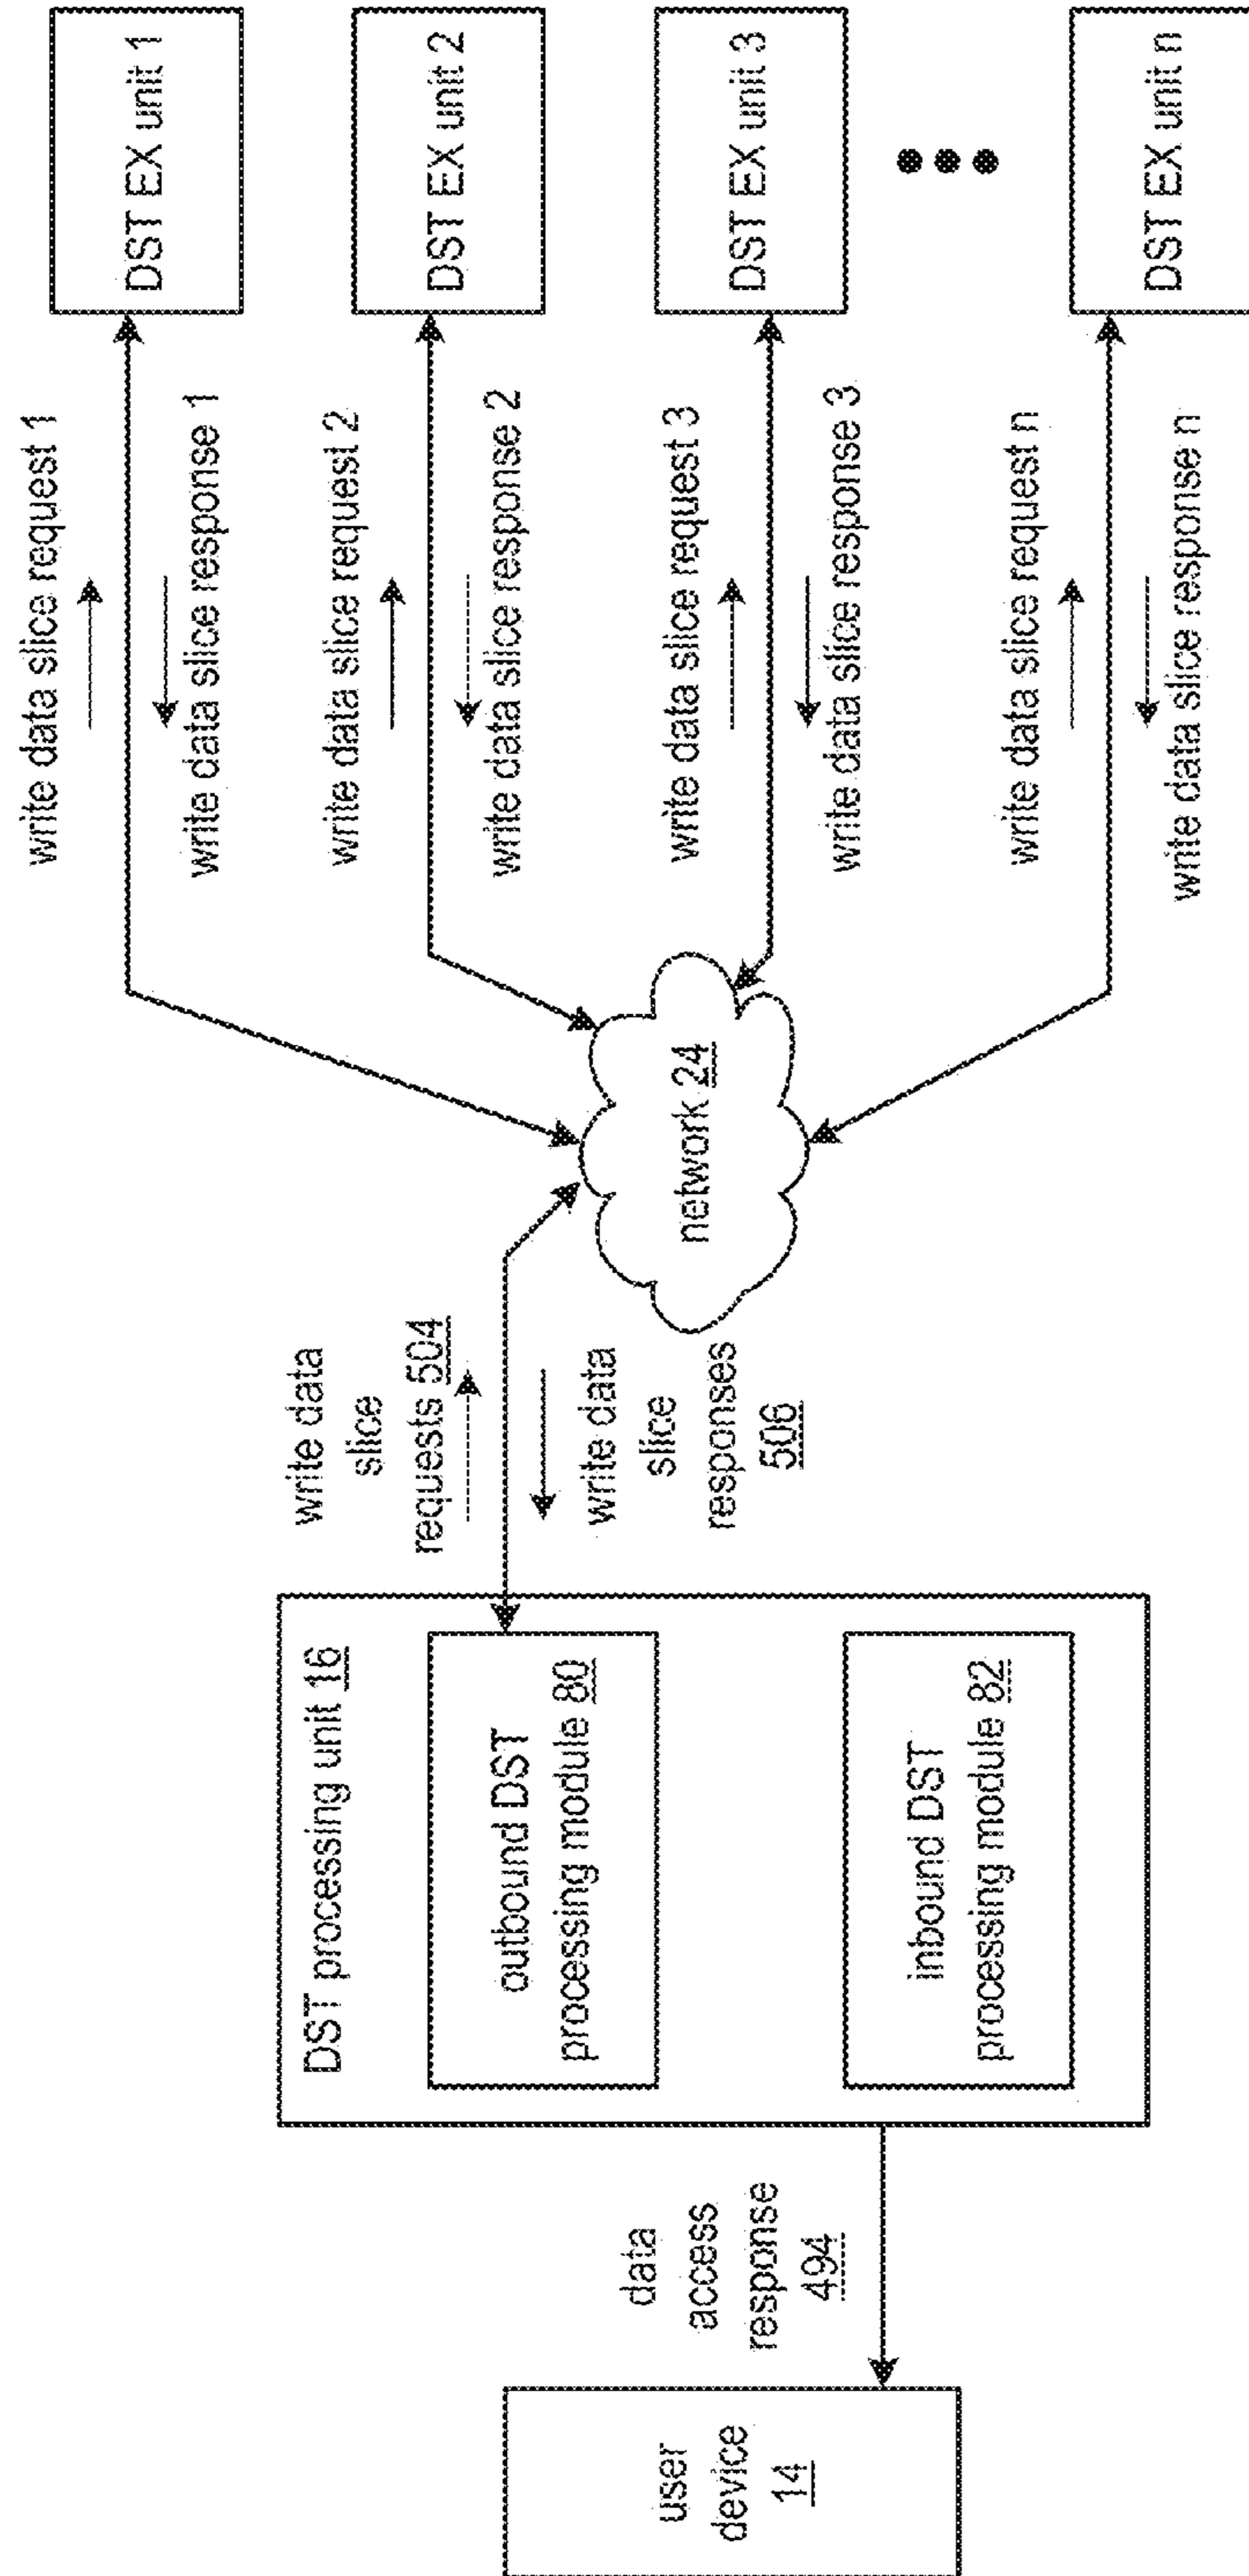 user
device
14
data
access
response
494
DST processing unit 16
outbound DST
processing module 80
inbound DST
processing module 82
write data
slice
requests 504
write data
slice
responses
506
network 24
write data slice request 1
write data slice response 1
write data slice request 2
write data slice response 2
write data slice request 3
write data slice response 3
write data slice request n
write data slice response n
DST EX unit 1
DST EX unit 2
DST EX unit 3
DST EX unit n